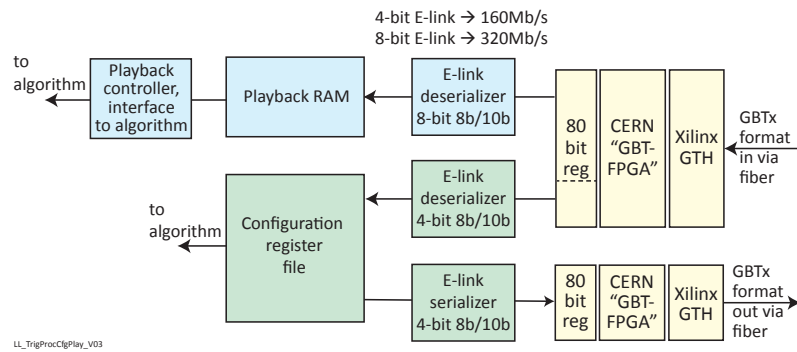 4-bit E-link → 160Mb/s
8-bit E-link → 320Mb/s
to
algorithm
Playback
controller,
interface
to algorithm
Playback RAM
E-link
deserializer
8-bit 8b/10b
80
bit
reg
CERN
“GBT-
FPGA”
Xilinx
GTH
GBTx
format
in via
fiber
E-link
deserializer
4-bit 8b/10b
to
algorithm
Configuration
register
file
E-link
serializer
4-bit 8b/10b
80
bit
reg
CERN
“GBT-
FPGA”
Xilinx
GTH
GBTx
format
out via
fiber
LL_TrigProcCfgPlay_V03